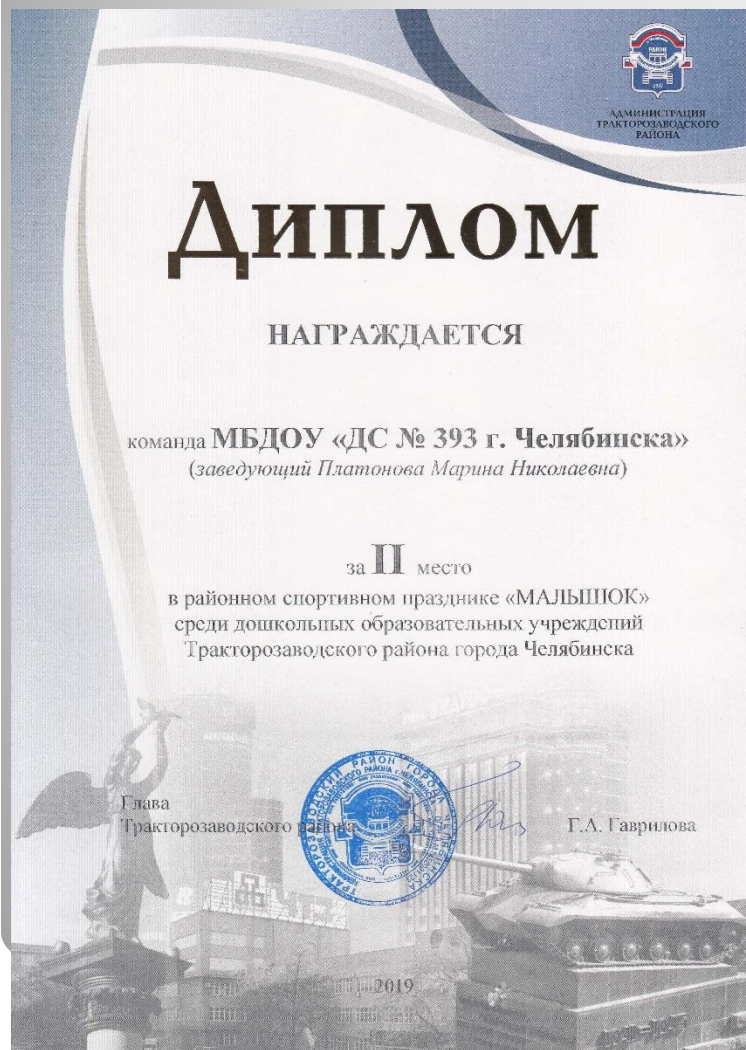 АДМИНИСТРАЦИЯ
ТРАКТОРОЗАВОДСКОГО
РАЙОНА
Диплом
НАГРАЖДАЕТСЯ
команда МБДОУ «ДС № 393 г. Челябинска»
(заведующий Платонова Марина Николаевна)
за II место
в районном спортивном празднике «МАЛЫШОК»
среди дошкольных образовательных учреждений
Тракторозаводского района города Челябинска
Глава
Тракторозаводского района
Г.А. Гаврилова
2019